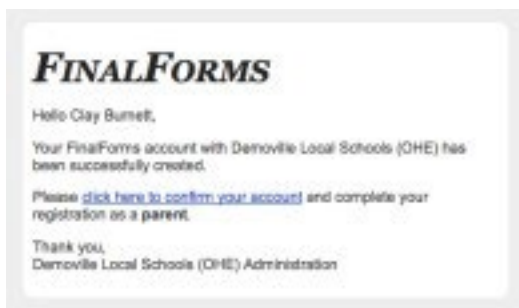 FINALFORMS
Hello Clay Burnett,
Your FinalForms account with Demoville Local Schools (OHE) has
been successfully created.
Please click here to confirm your account and complete your
registration as a parent.
Thank you,
Demoville Local Schools (OHE) Administration